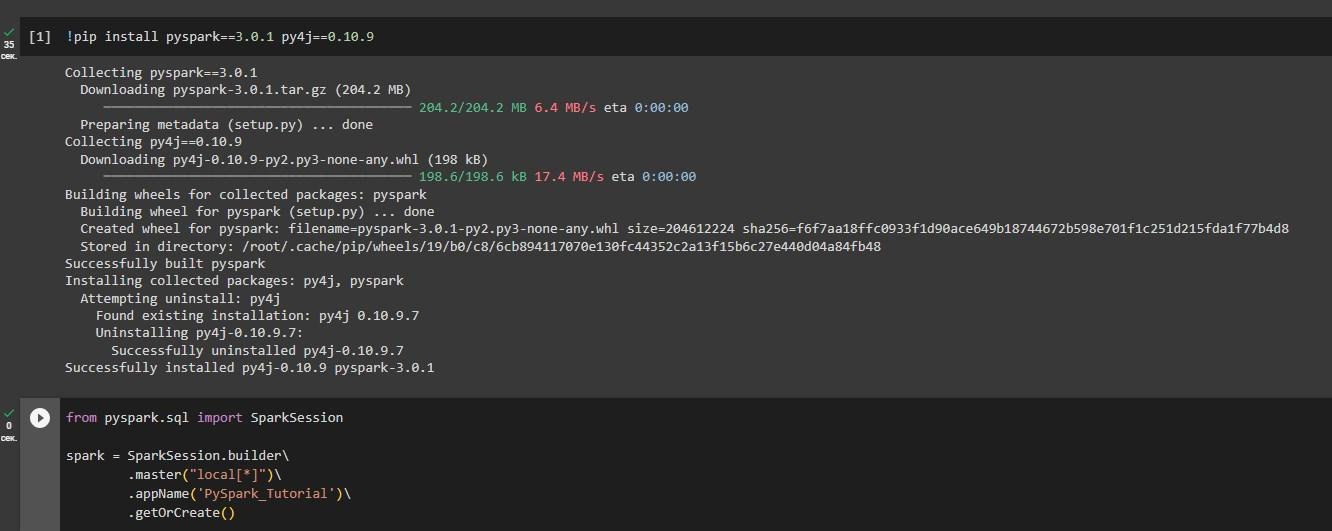 35
сек.
[1] !pip install pyspark==3.0.1 py4j==0.10.9
Collecting pyspark==3.0.1
Downloading pyspark-3.0.1.tar.gz (204.2 MB)
204.2/204.2 MB 6.4 MB/s eta 0:00:00
Preparing metadata (setup.py) ... done
Collecting py4j==0.10.9
Downloading py4j-0.10.9-py2.py3-none-any.whl (198 kB)
198.6/198.6 kB 17.4 MB/s eta 0:00:00
Building wheels for collected packages: pyspark
Building wheel for pyspark (setup.py) ... done
Created wheel for pyspark: filename=pyspark-3.0.1-py2.py3-none-any.whl size=204612224 sha256=f6f7aa18ffc0933f1d90ace649b18744672b598e701f1c251d215fda1f77b4d8
Stored in directory: /root/.cache/pip/wheels/19/b0/c8/6cb894117070e130fc44352c2a13f15b6c27e440d04a84fb48
Successfully built pyspark
Installing collected packages: py4j, pyspark
Attempting uninstall: py4j
Found existing installation: py4j 0.10.9.7
Uninstalling py4j-0.10.9.7:
Successfully uninstalled py4j-0.10.9.7
Successfully installed py4j-0.10.9 pyspark-3.0.1
0
сек.
from pyspark.sql import SparkSession
spark = SparkSession.builder\
.master("local[*]")\
.appName('PySpark_Tutorial')\
.getOrCreate()